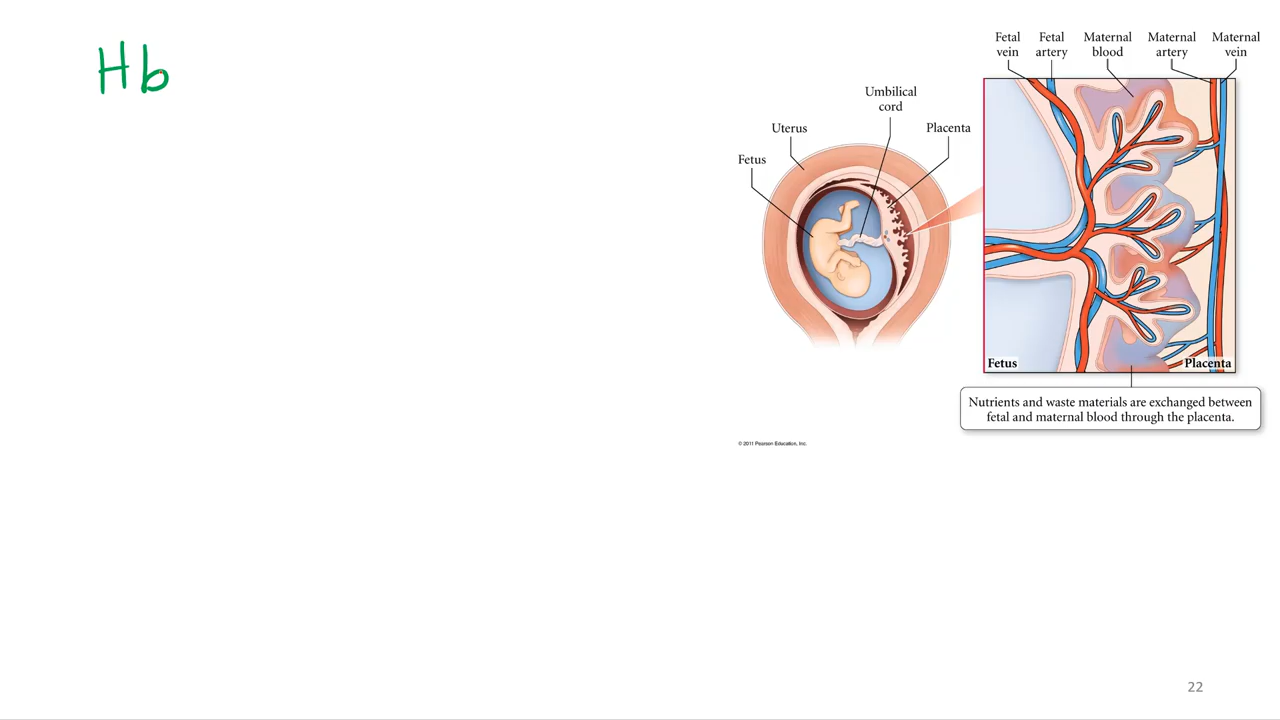 Hb
Fetal vein
Fetal artery
Maternal blood
Maternal artery
Maternal vein
Umbilical cord
Uterus
Placenta
Fetus
Fetus
Placenta
Nutrients and waste materials are exchanged between
fetal and maternal blood through the placenta.
© 2011 Pearson Education, Inc.
22